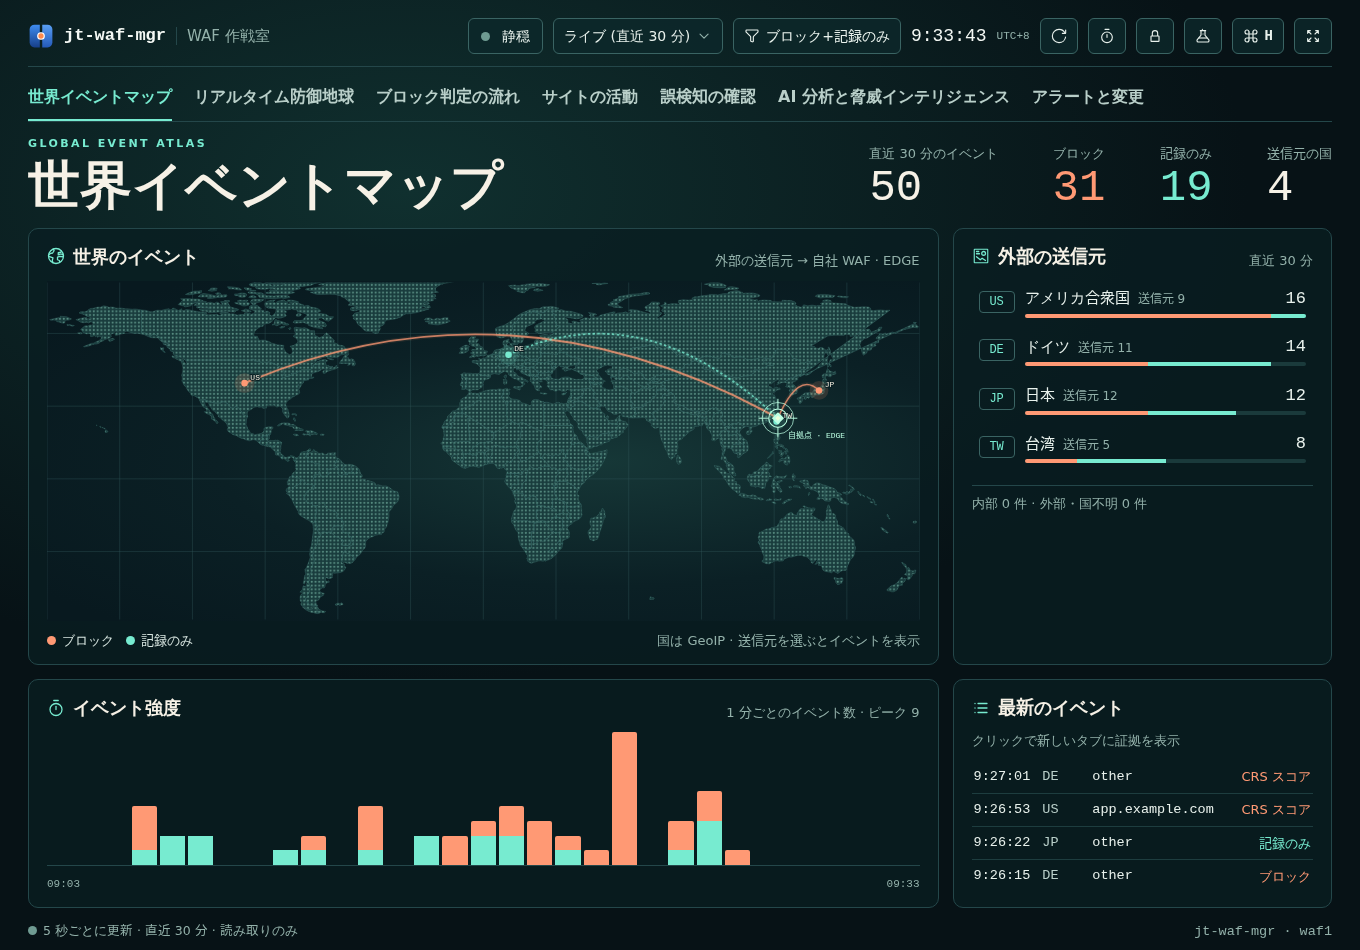 jt-waf-mgr WAF 作戦室 静穏 ライブ (直近 30 分) ブロック+記録のみ 9:33:43 UTC+8 ⌘ H
世界イベントマップ リアルタイム防御地球 ブロック判定の流れ サイトの活動 誤検知の確認 AI 分析と脅威インテリジェンス アラートと変更
GLOBAL EVENT ATLAS
世界イベントマップ
直近 30 分のイベント ブロック 記録のみ 送信元の国
50 31 19 4
世界のイベント 外部の送信元 → 自社 WAF · EDGE
US
DE
JP
自拠点 · EDGE
ブロック 記録のみ 国は GeoIP · 送信元を選ぶとイベントを表示
外部の送信元 直近 30 分
US アメリカ合衆国 送信元 9 16
DE ドイツ 送信元 11 14
JP 日本 送信元 12 12
TW 台湾 送信元 5 8
内部 0 件 · 外部・国不明 0 件
イベント強度 1 分ごとのイベント数 · ピーク 9
09:03 09:33
最新のイベント
クリックで新しいタブに証拠を表示
9:27:01 DE other CRS スコア
9:26:53 US app.example.com CRS スコア
9:26:22 JP other 記録のみ
9:26:15 DE other ブロック
5 秒ごとに更新 · 直近 30 分 · 読み取りのみ jt-waf-mgr · waf1